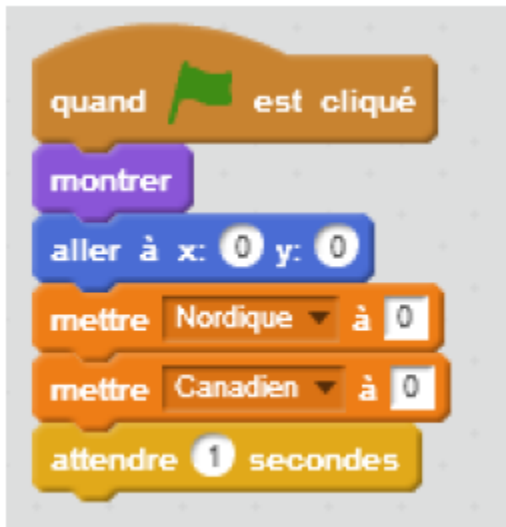 quand est cliqué
montrer
aller à x: 0 y: 0
mettre Nordique à 0
mettre Canadien à 0
attendre 1 secondes